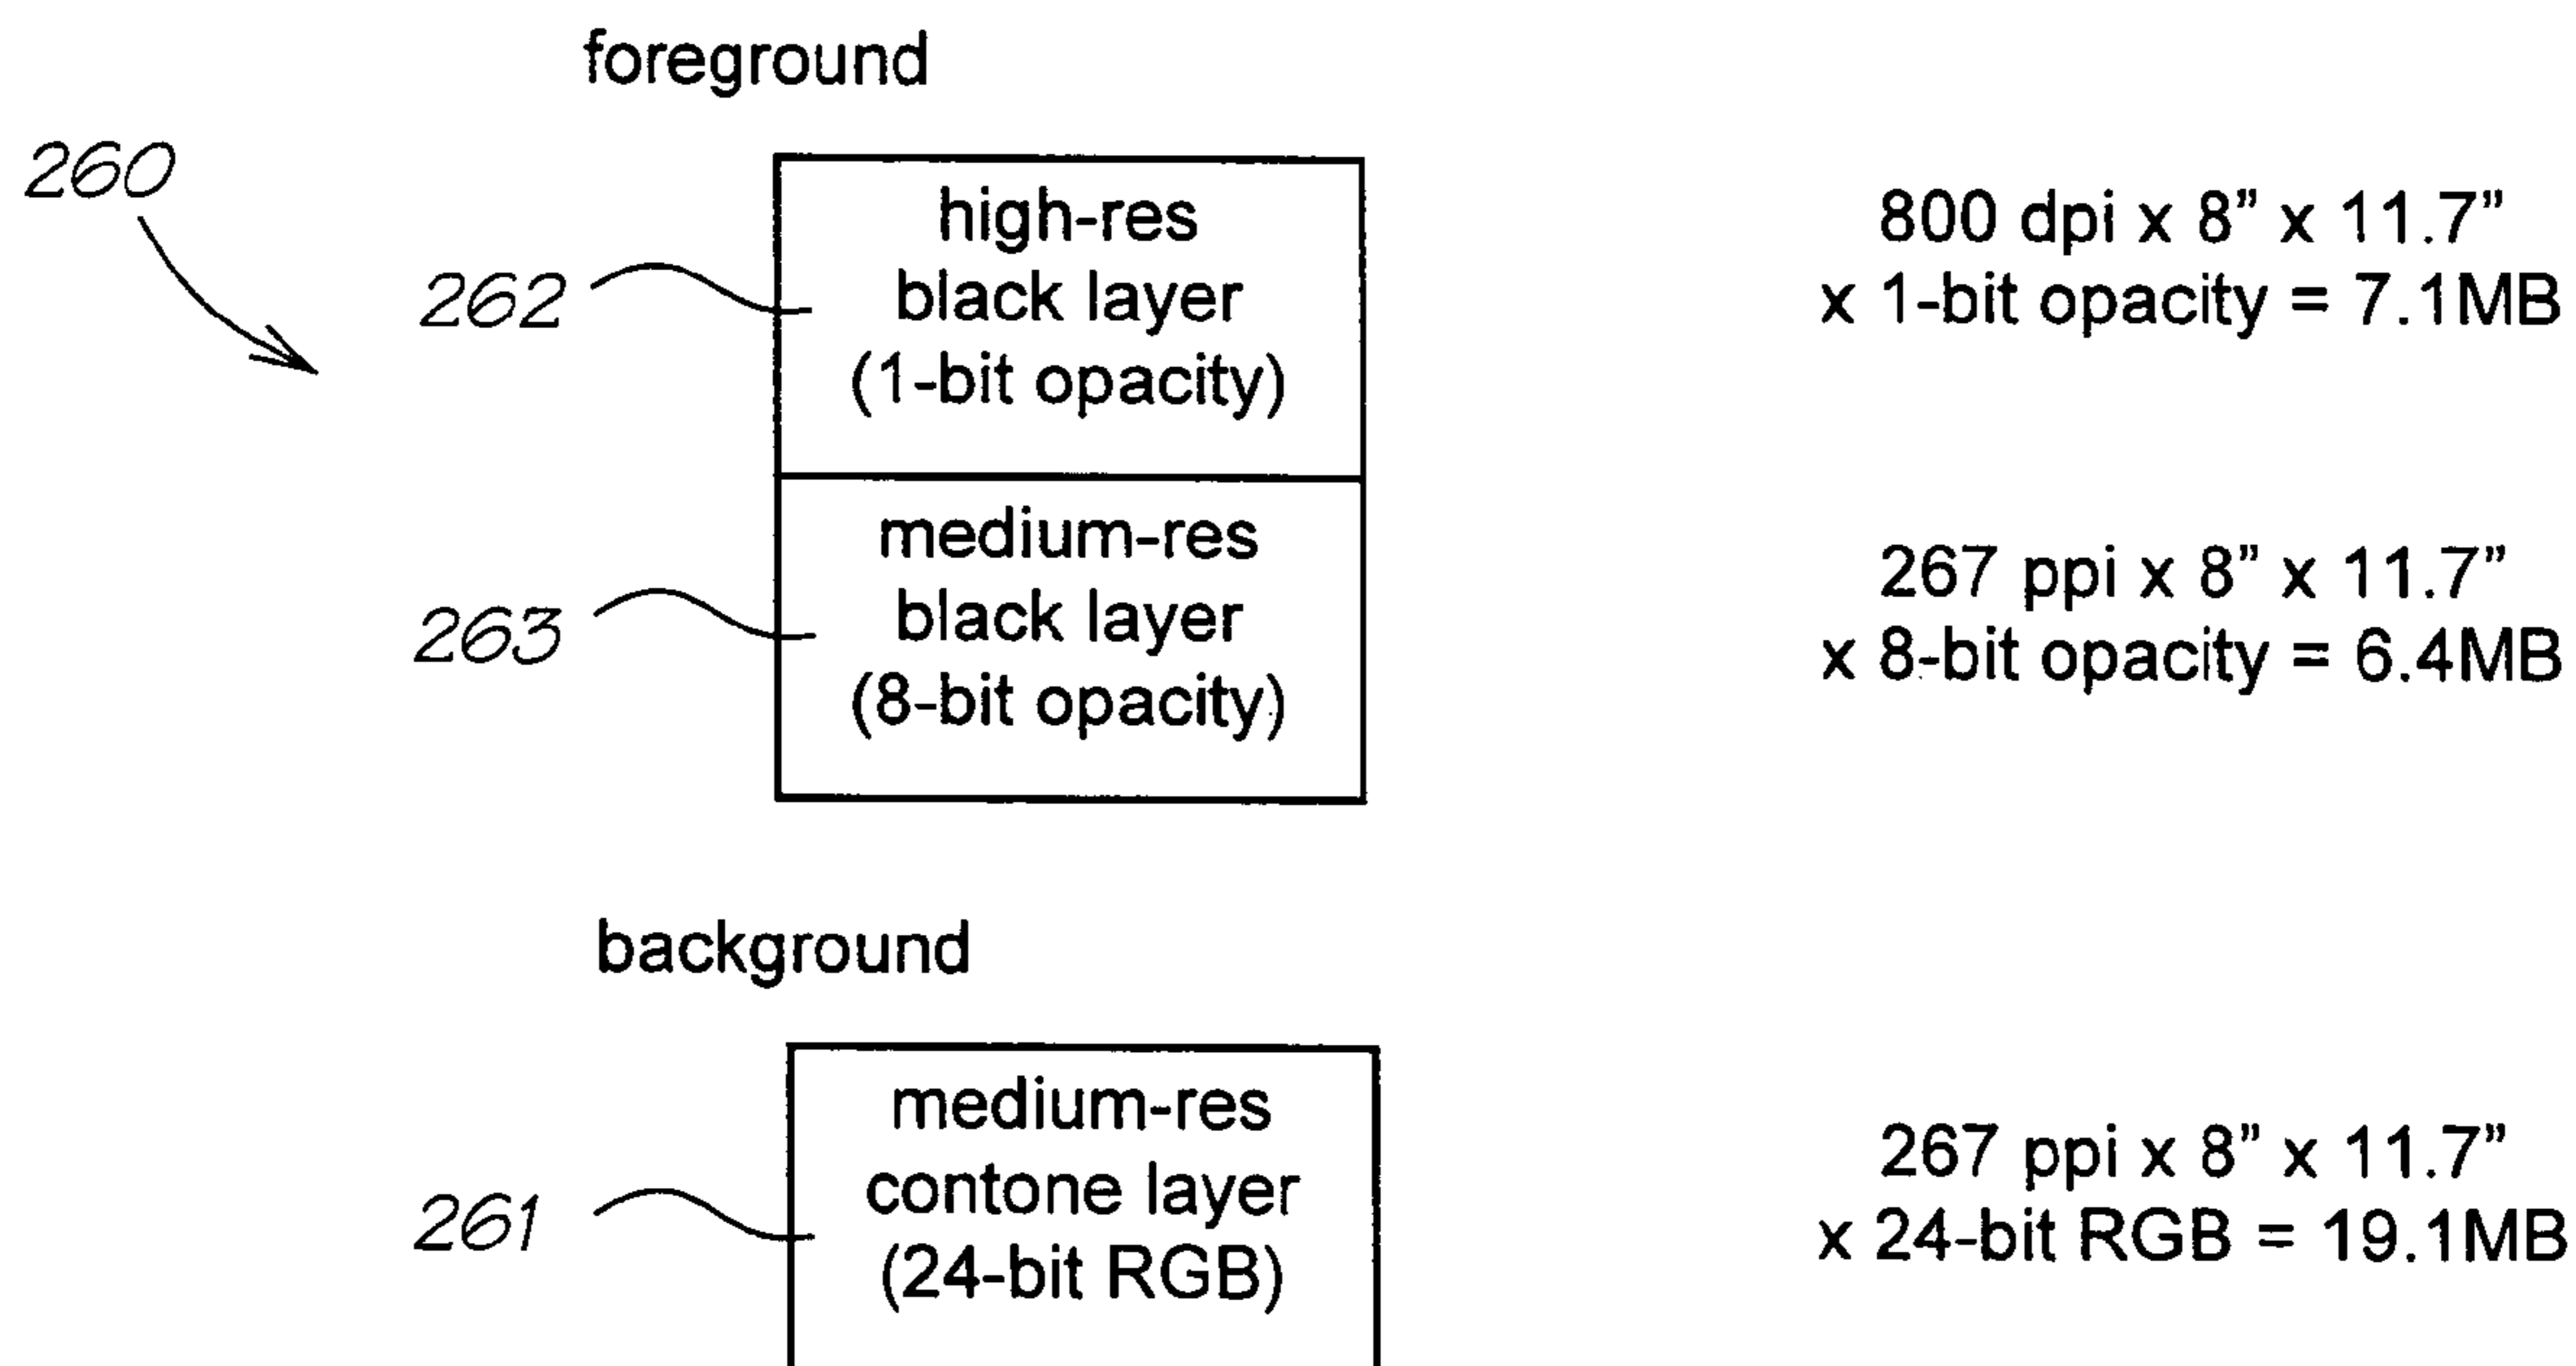 foreground
260
262
high-res
black layer
(1-bit opacity)
800 dpi x 8” x 11.7”
x 1-bit opacity = 7.1MB
263
medium-res
black layer
(8-bit opacity)
267 ppi x 8” x 11.7”
x 8-bit opacity = 6.4MB
background
261
medium-res
contone layer
(24-bit RGB)
267 ppi x 8” x 11.7”
x 24-bit RGB = 19.1MB